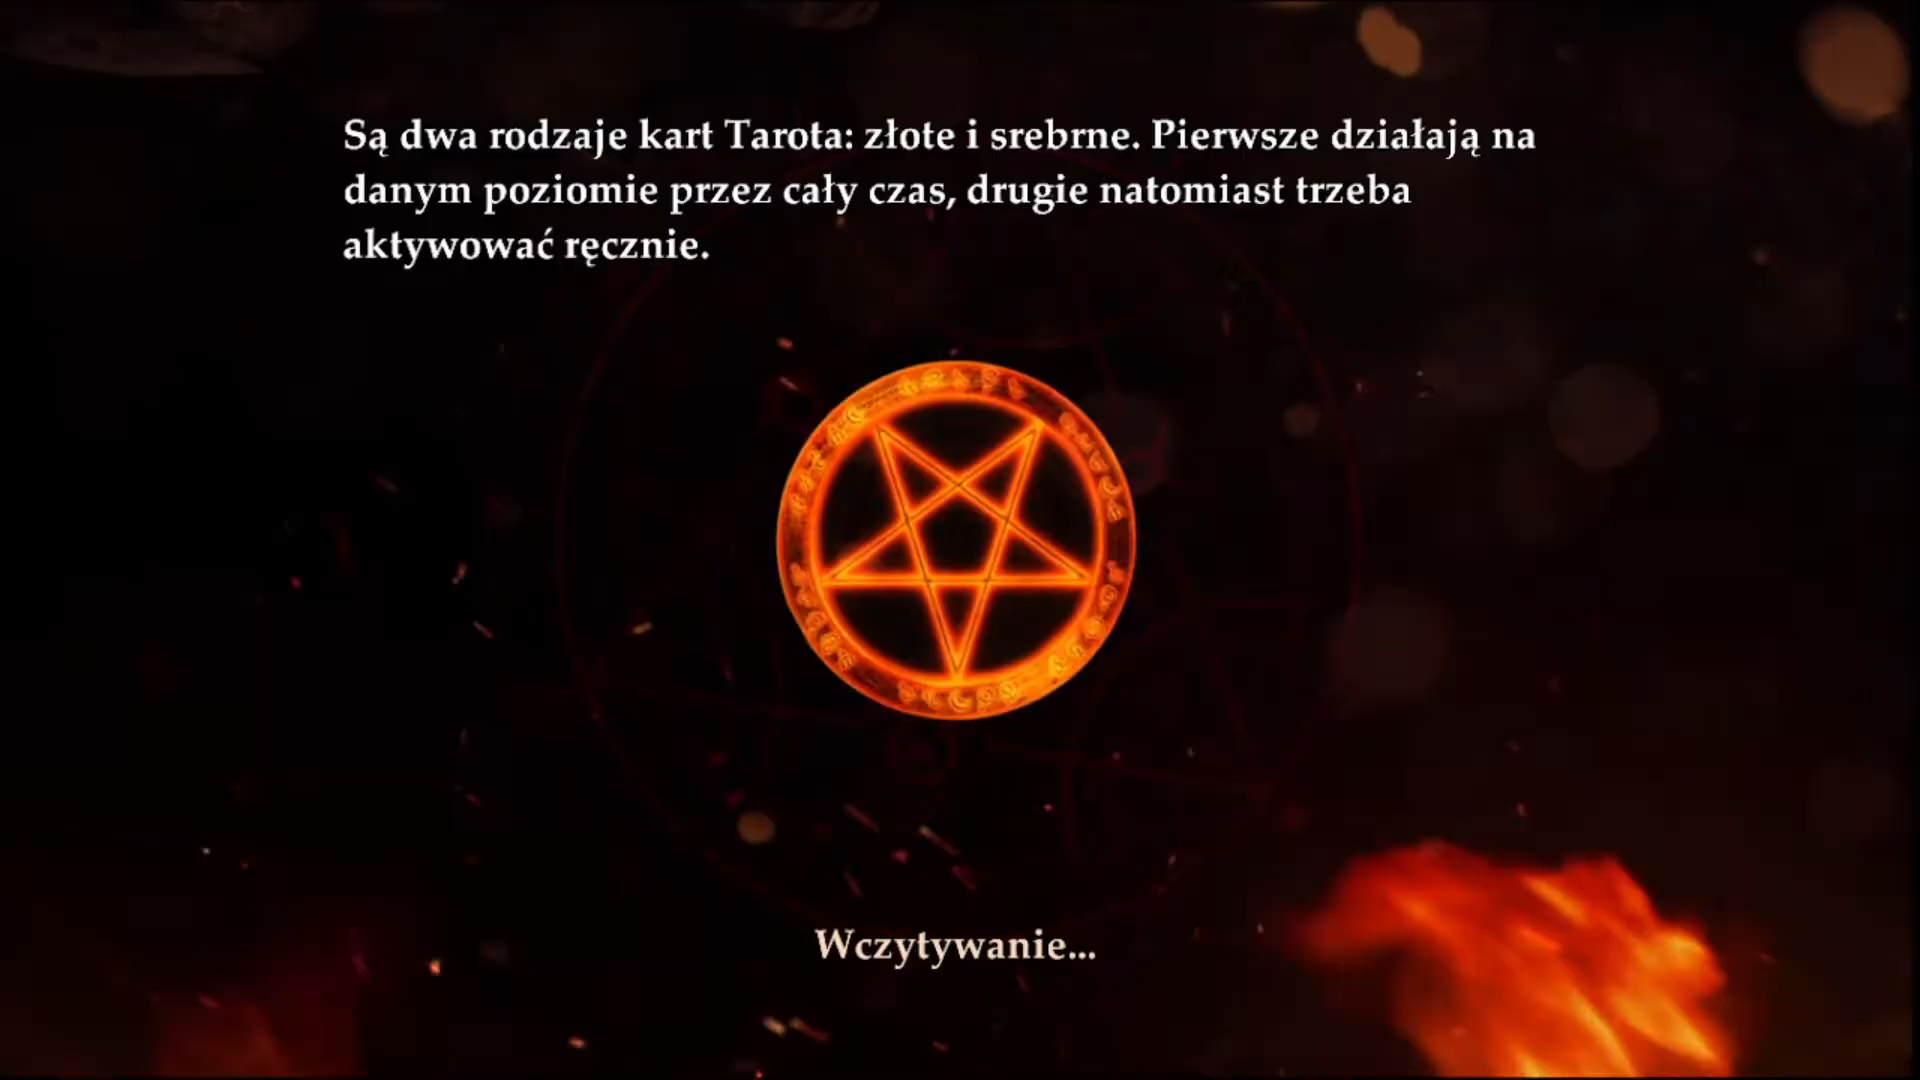 Są dwa rodzaje kart Tarota: złote i srebrne. Pierwsze działają na
danym poziomie przez cały czas, drugie natomiast trzeba
aktywować ręcznie.
Wczytywanie...